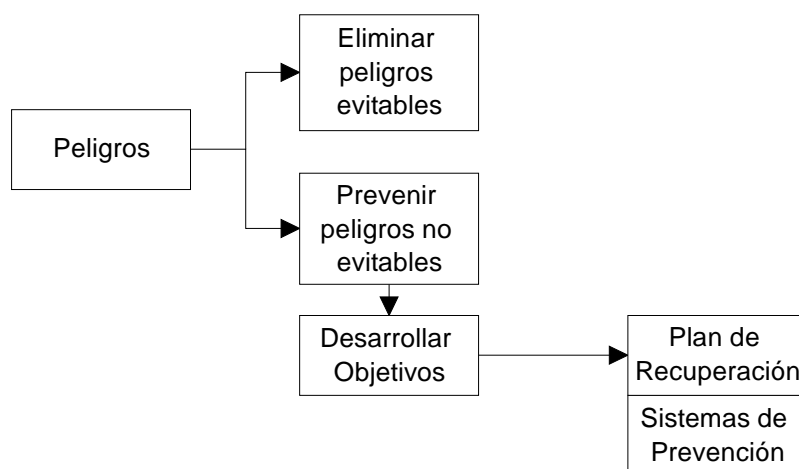 Eliminar
peligros
evitables
Peligros
Prevenir
peligros no
evitables
Desarrollar
Objetivos
Plan de
Recuperación
Sistemas de
Prevención